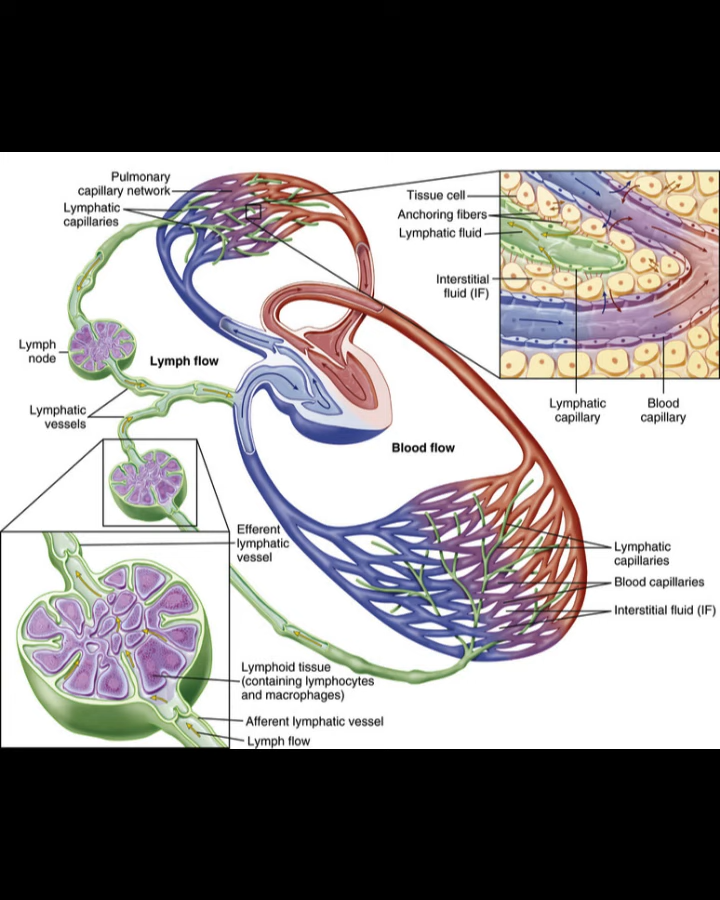 Pulmonary
capillary network
Lymphatic
capillaries
Tissue cell
Anchoring fibers
Lymphatic fluid
Interstitial
fluid (IF)
Lymph
node
Lymph flow
Lymphatic
vessels
Lymphatic
capillary
Blood
capillary
Blood flow
Efferent
lymphatic
vessel
Lymphatic
capillaries
Blood capillaries
Interstitial fluid (IF)
Lymphoid tissue
(containing lymphocytes
and macrophages)
Afferent lymphatic vessel
Lymph flow